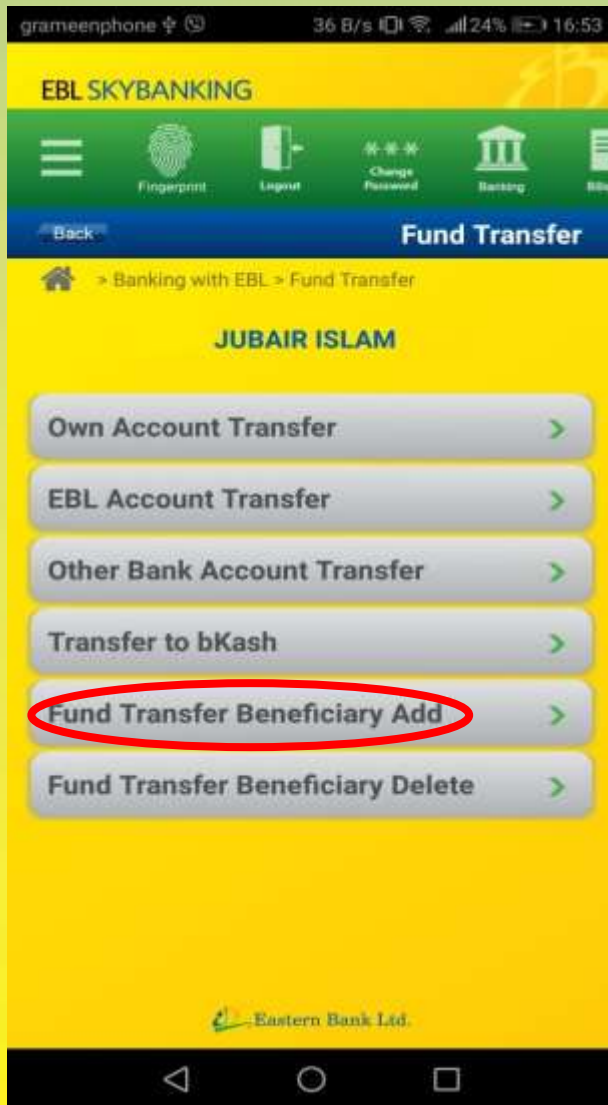 grameenphone 36 B/s 24% 16:53
EBL SKYBANKING
Fingerprint Logout *** Change Password Banking
Back Fund Transfer
> Banking with EBL > Fund Transfer
JUBAIR ISLAM
Own Account Transfer >
EBL Account Transfer >
Other Bank Account Transfer >
Transfer to bKash >
Fund Transfer Beneficiary Add >
Fund Transfer Beneficiary Delete >
Eastern Bank Ltd.